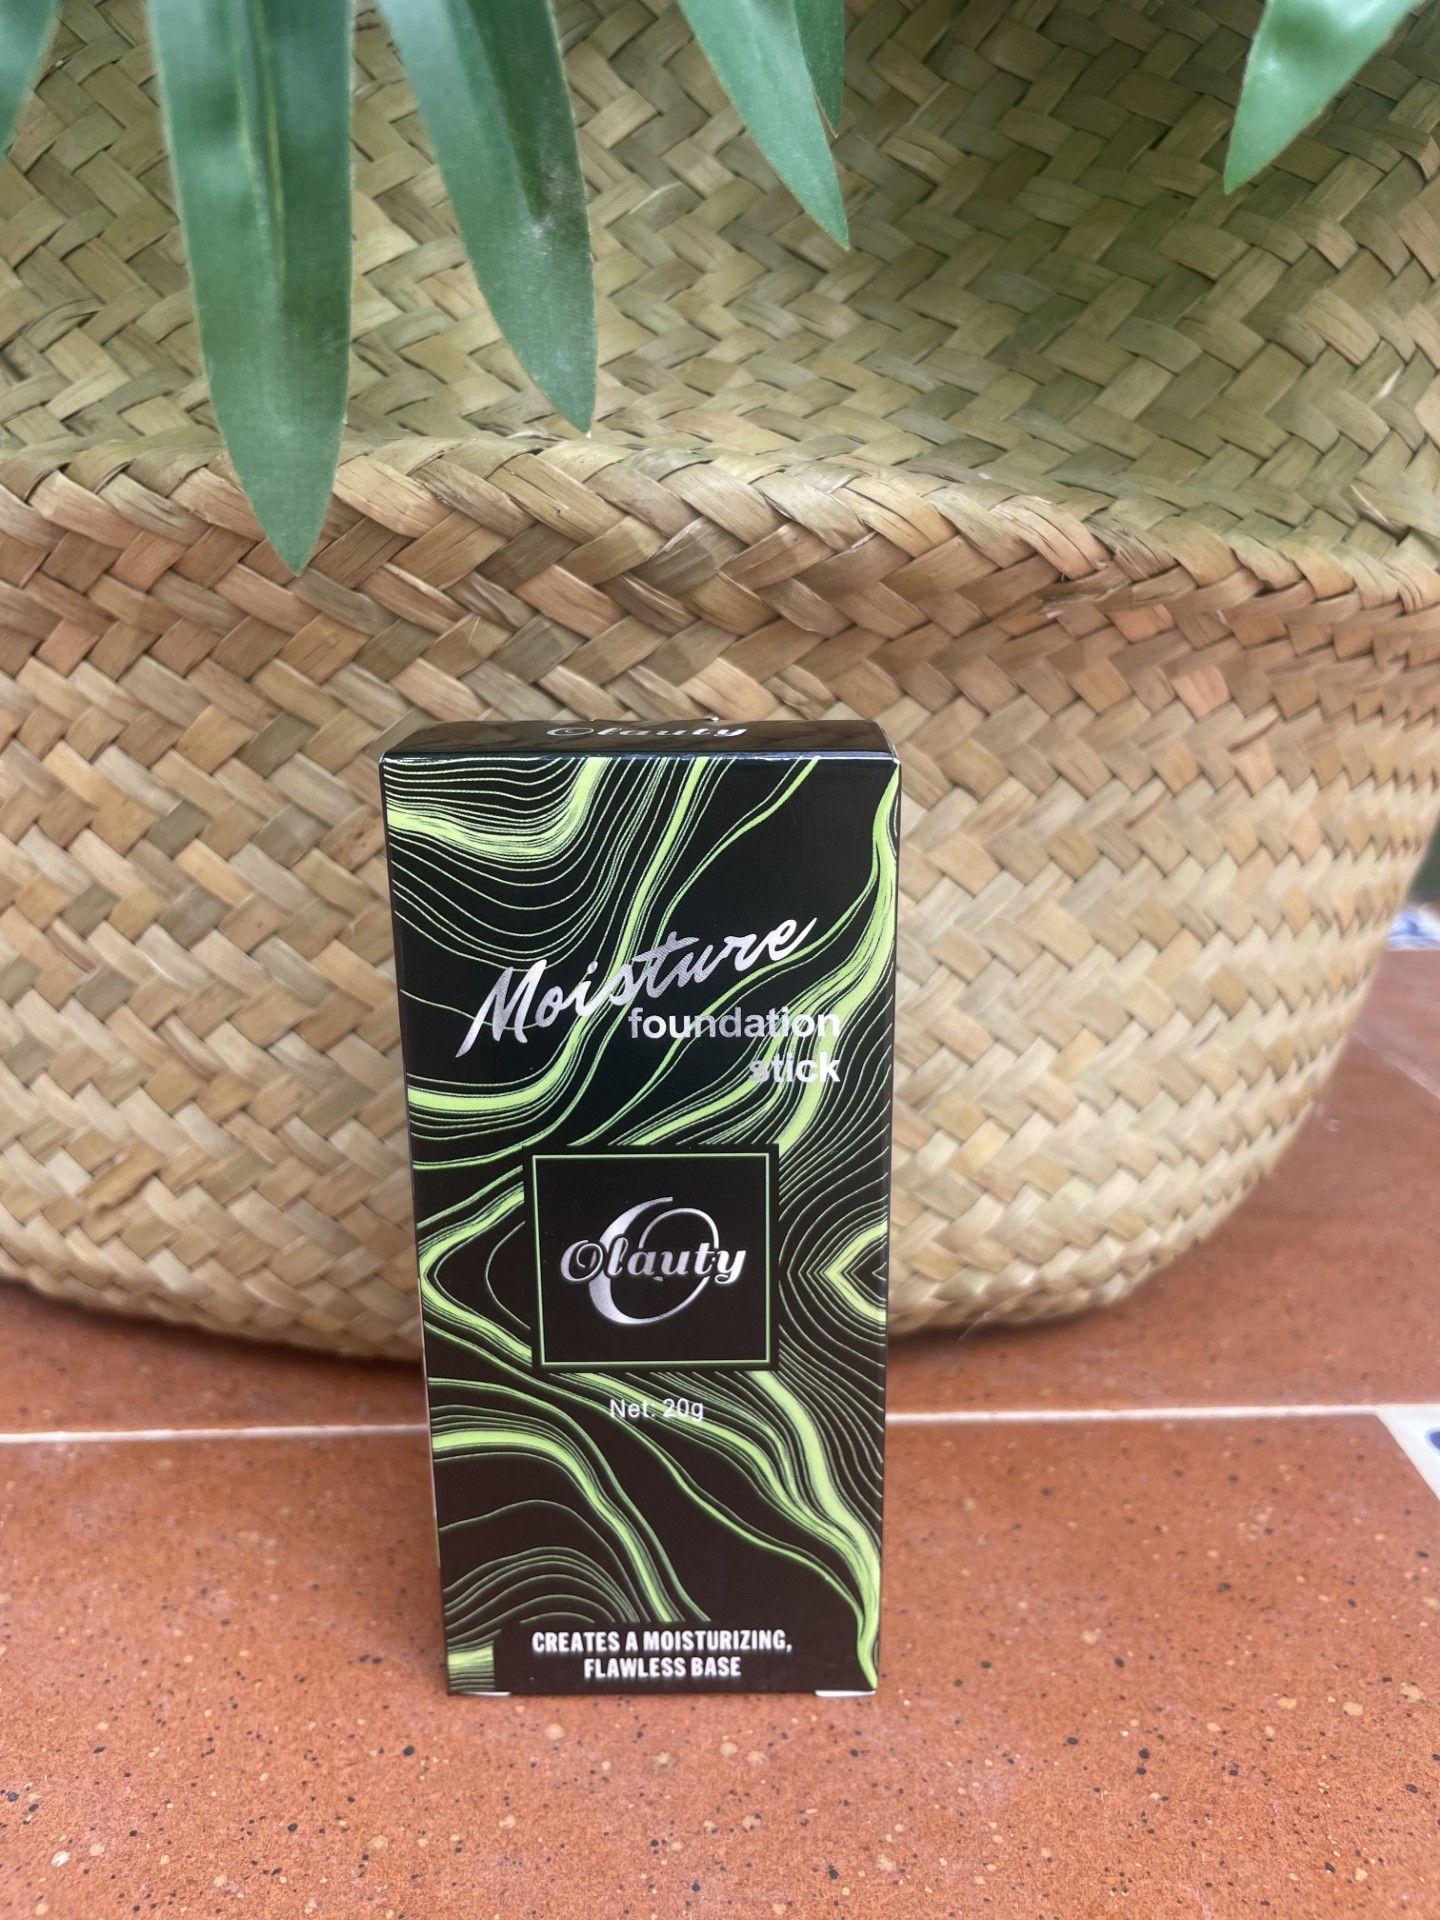 Olauty
Moisture
foundation
stick
Olauty
Net: 20g
CREATES A MOISTURIZING,
FLAWLESS BASE